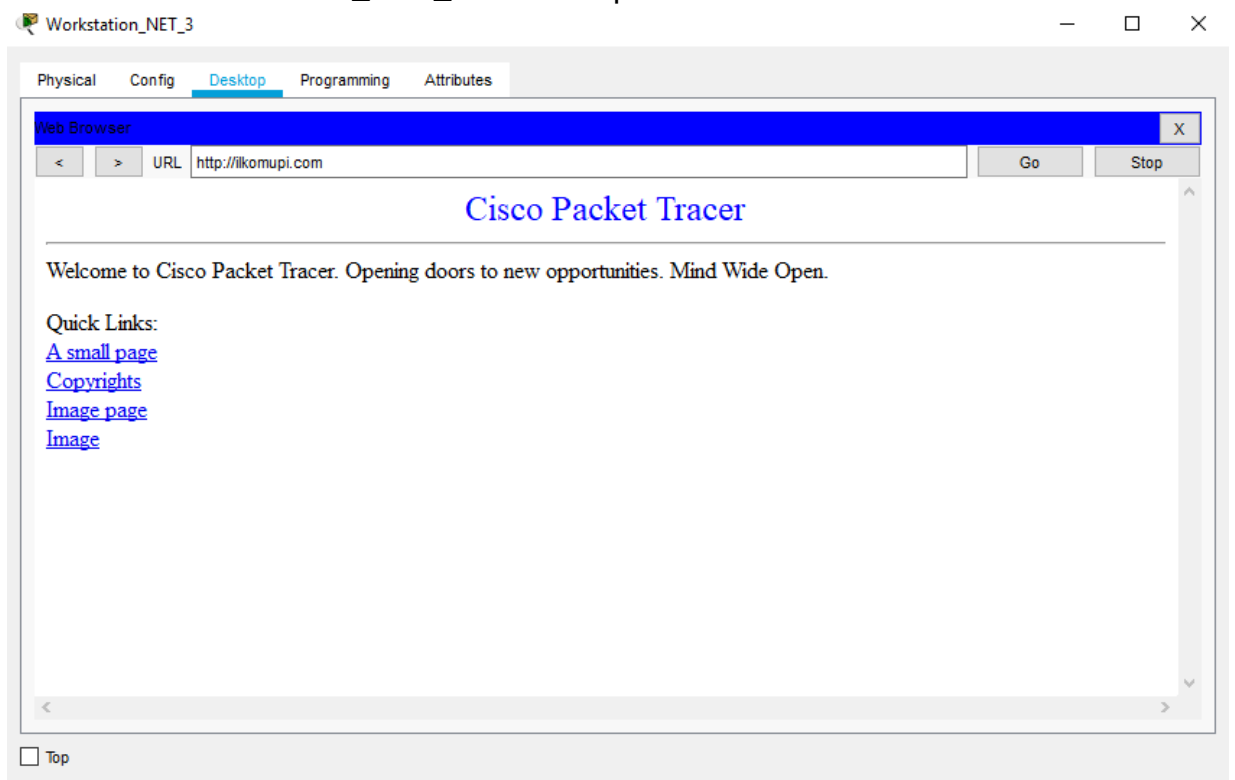 Workstation_NET_3
Physical Config Desktop Programming Attributes
Web Browser X
< > URL http://ilkomupi.com Go Stop
Cisco Packet Tracer
Welcome to Cisco Packet Tracer. Opening doors to new opportunities. Mind Wide Open.
Quick Links:
A small page
Copyrights
Image page
Image
Top